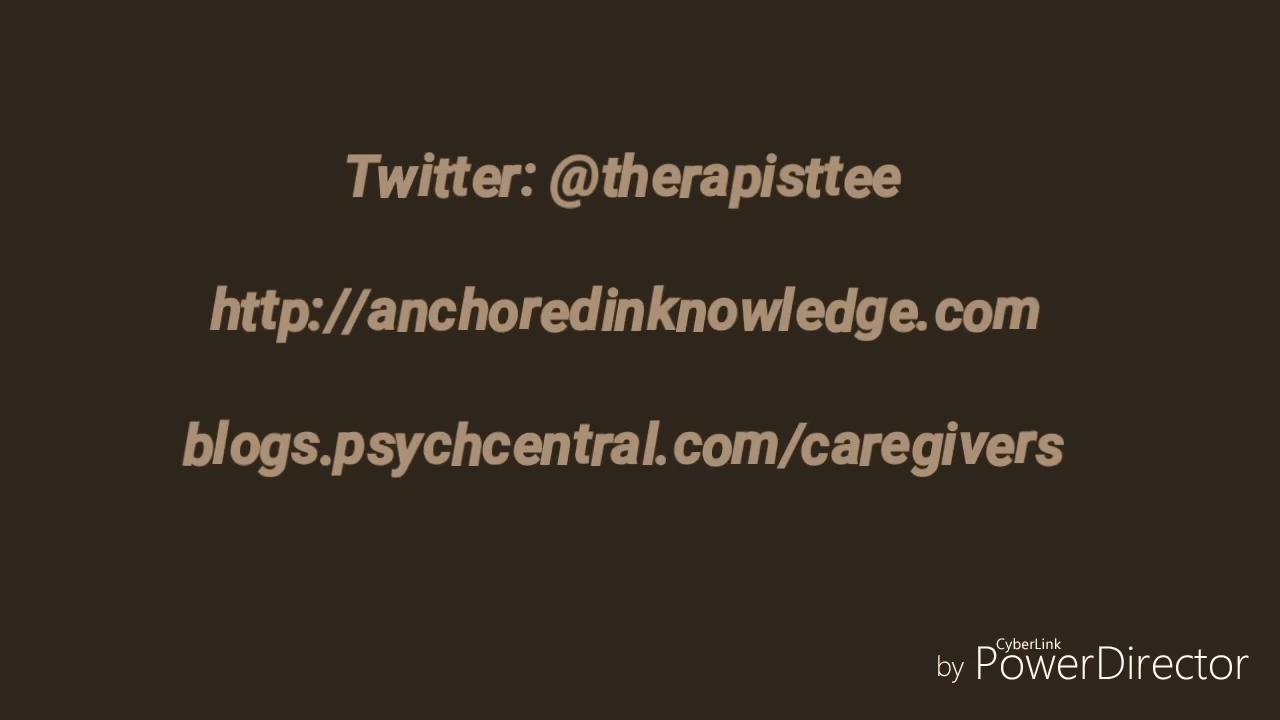 Twitter: @therapisttee
http://anchoredinknowledge.com
blogs.psychcentral.com/caregivers
CyberLink
by PowerDirector